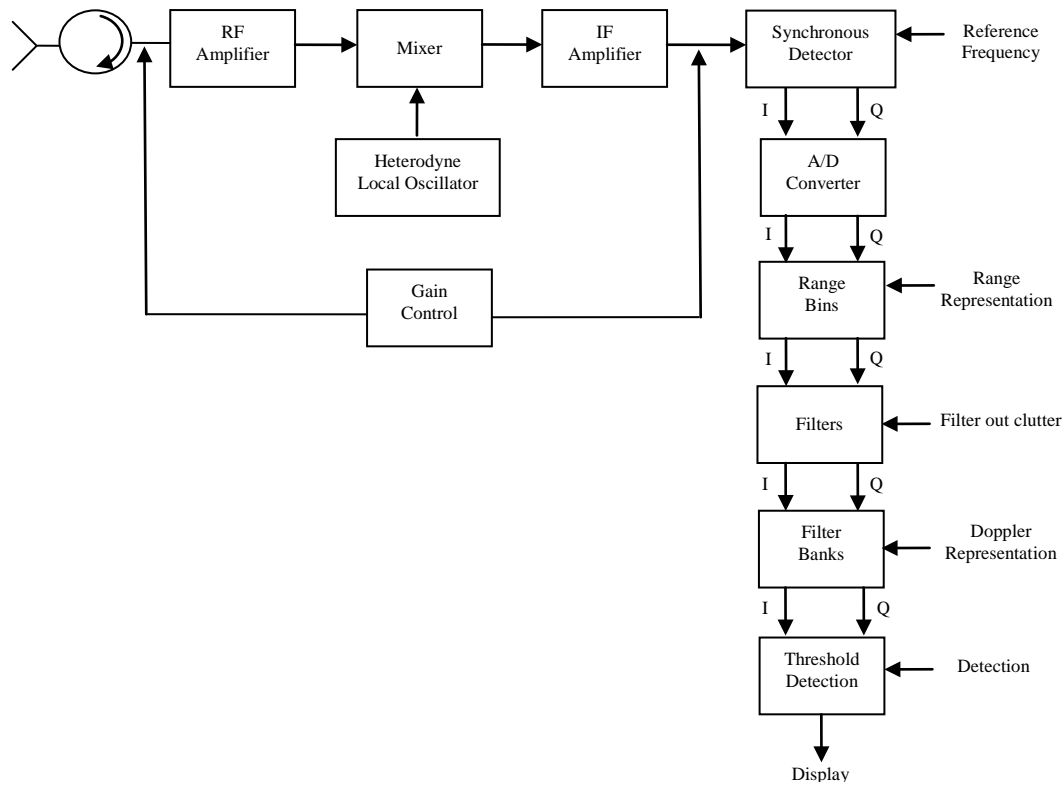 RF
Amplifier
Mixer
IF
Amplifier
Synchronous
Detector
Reference
Frequency
I
Q
Heterodyne
Local Oscillator
A/D
Converter
I
Q
Gain
Control
Range
Bins
Range
Representation
I
Q
Filters
Filter out clutter
I
Q
Filter
Banks
Doppler
Representation
I
Q
Threshold
Detection
Detection
Display